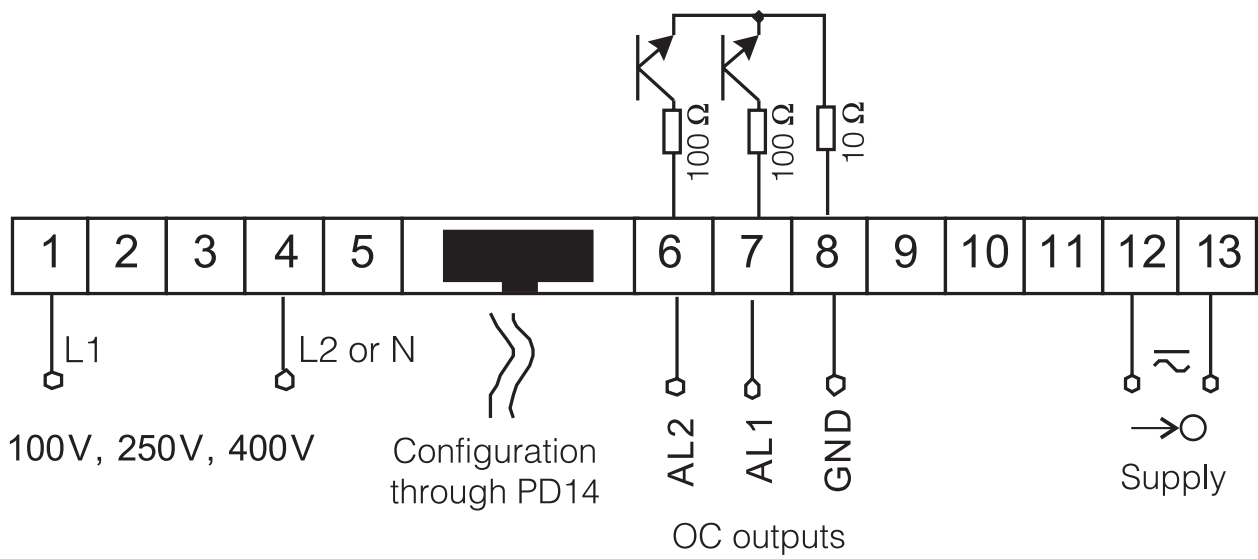 100 Ω
100 Ω
10 Ω
1 2 3 4 5 6 7 8 9 10 11 12 13
L1
L2 or N
100V, 250V, 400V
Configuration
through PD14
AL2
AL1
GND
OC outputs
Supply